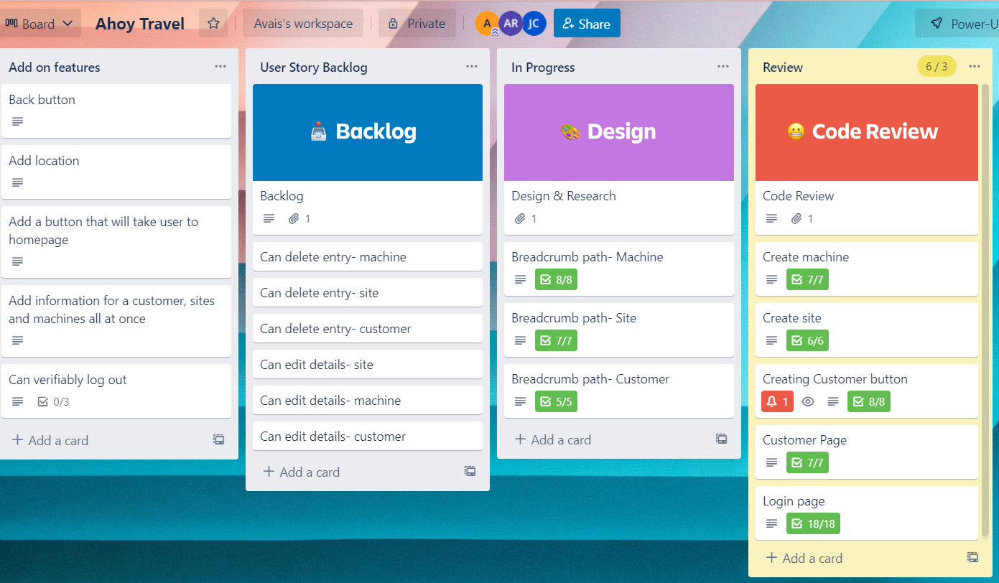 Board
Ahoy Travel
Avais's workspace
Private
A
AR
JC
Share
Power-U
Add on features
Back button
Add location
Add a button that will take user to
homepage
Add information for a customer, sites
and machines all at once
Can verifiably log out
0/3
Add a card
User Story Backlog
Backlog
Backlog
1
Can delete entry- machine
Can delete entry- site
Can delete entry- customer
Can edit details- site
Can edit details- machine
Can edit details- customer
Add a card
In Progress
Design
Design & Research
1
Breadcrumb path- Machine
8/8
Breadcrumb path- Site
7/7
Breadcrumb path- Customer
5/5
Add a card
Review
6 / 3
Code Review
Code Review
1
Create machine
7/7
Create site
6/6
Creating Customer button
1 8/8
Customer Page
7/7
Login page
18/18
Add a card